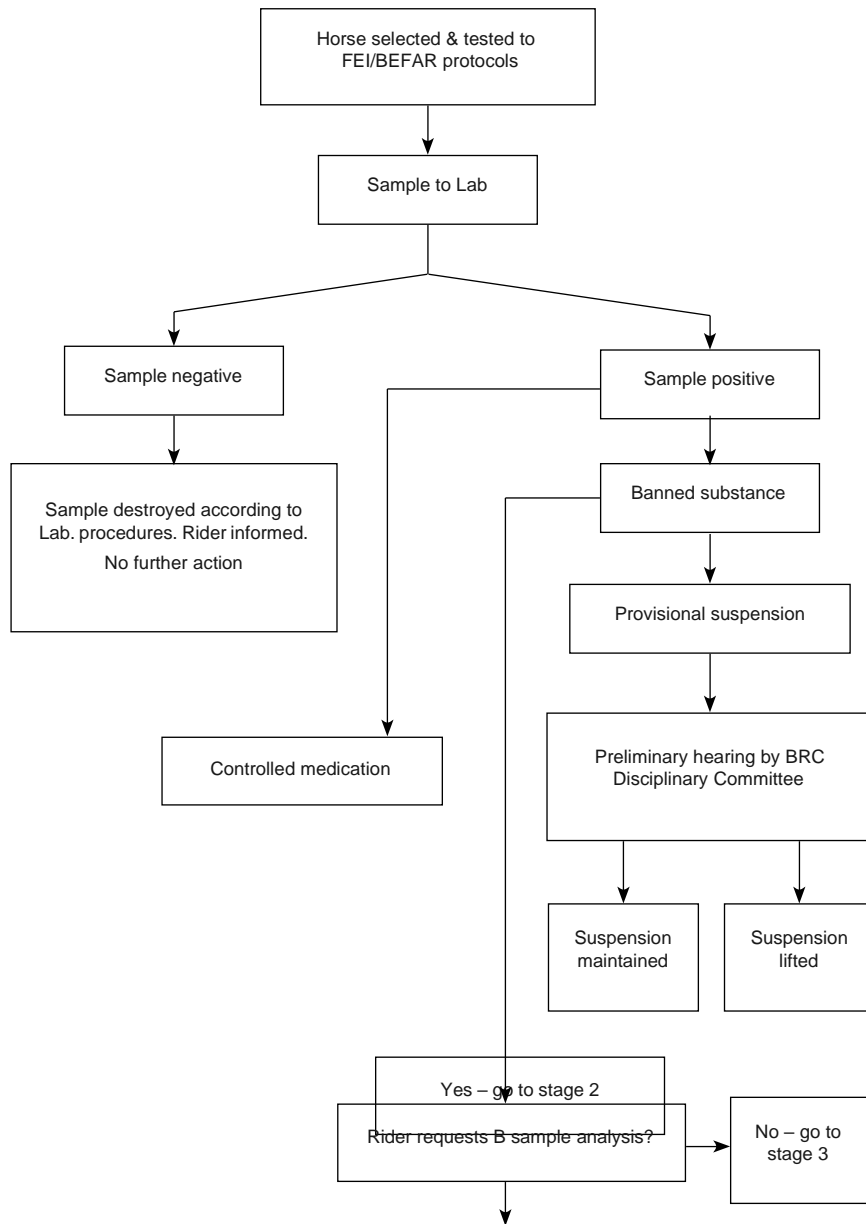 Horse selected & tested to
FEI/BEFAR protocols
Sample to Lab
Sample negative
Sample positive
Sample destroyed according to
Lab. procedures. Rider informed.
No further action
Banned substance
Provisional suspension
Controlled medication
Preliminary hearing by BRC
Disciplinary Committee
Suspension
maintained
Suspension
lifted
Yes – go to stage 2
Rider requests B sample analysis?
No – go to
stage 3